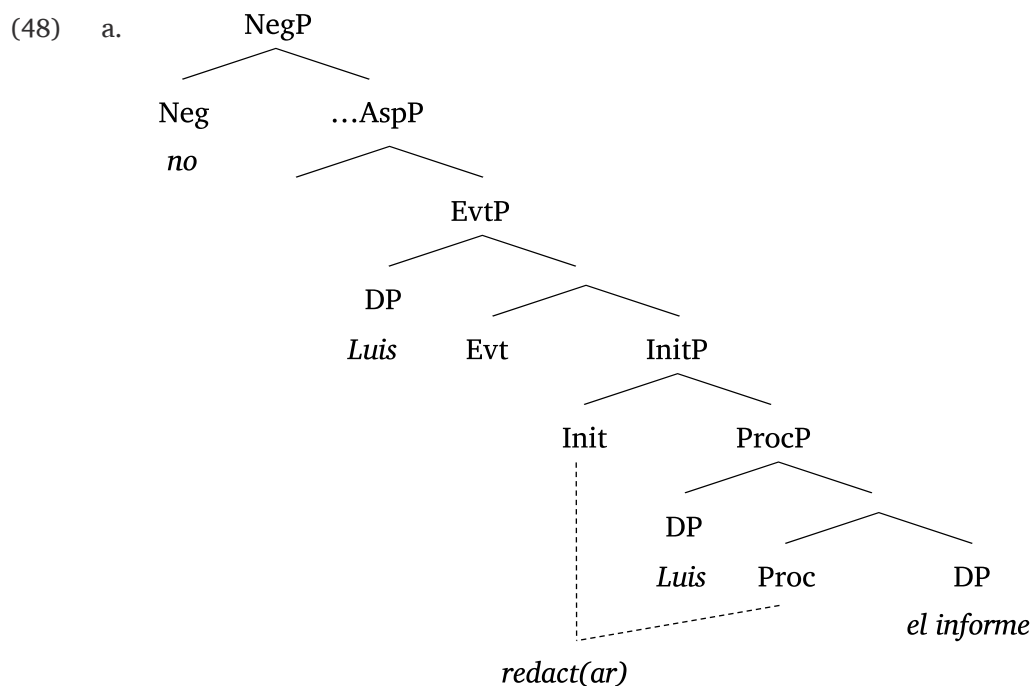 (48) a. NegP
Neg …AspP
no
EvtP
DP
Luis Evt InitP
Init ProcP
DP
Luis Proc DP
el informe
redact(ar)